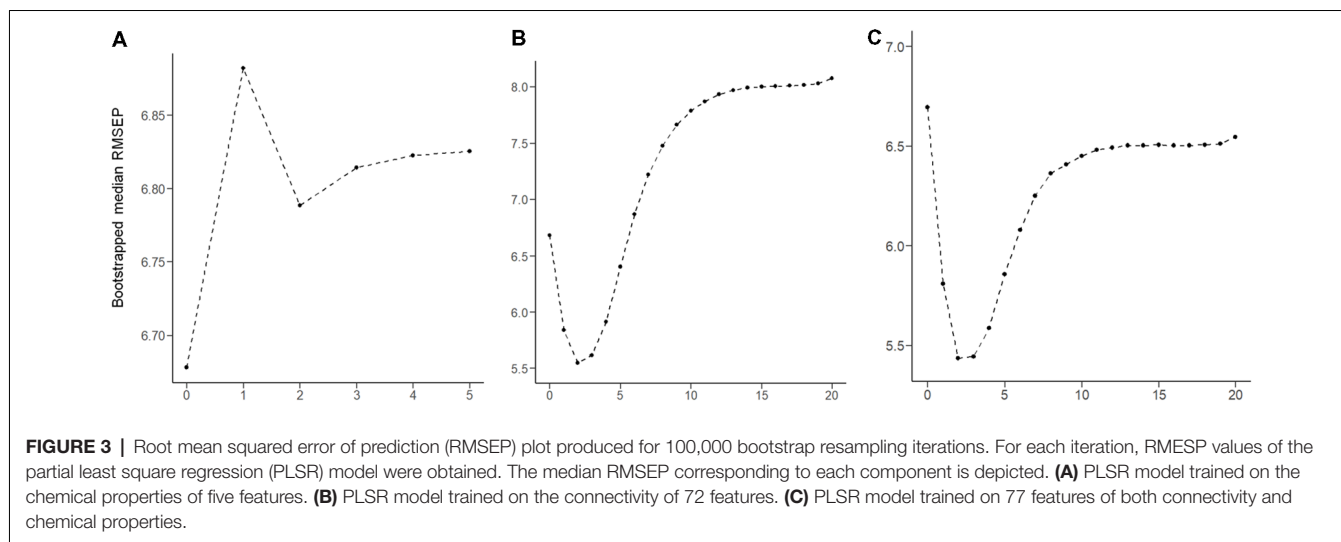 A
B
C
Bootstrapped median RMSEP
6.85
6.80
6.75
6.70
0 1 2 3 4 5
8.0
7.5
7.0
6.5
6.0
5.5
0 5 10 15 20
7.0
6.5
6.0
5.5
0 5 10 15 20
FIGURE 3 | Root mean squared error of prediction (RMSEP) plot produced for 100,000 bootstrap resampling iterations. For each iteration, RMESP values of the
partial least square regression (PLSR) model were obtained. The median RMSEP corresponding to each component is depicted. (A) PLSR model trained on the
chemical properties of five features. (B) PLSR model trained on the connectivity of 72 features. (C) PLSR model trained on 77 features of both connectivity and
chemical properties.